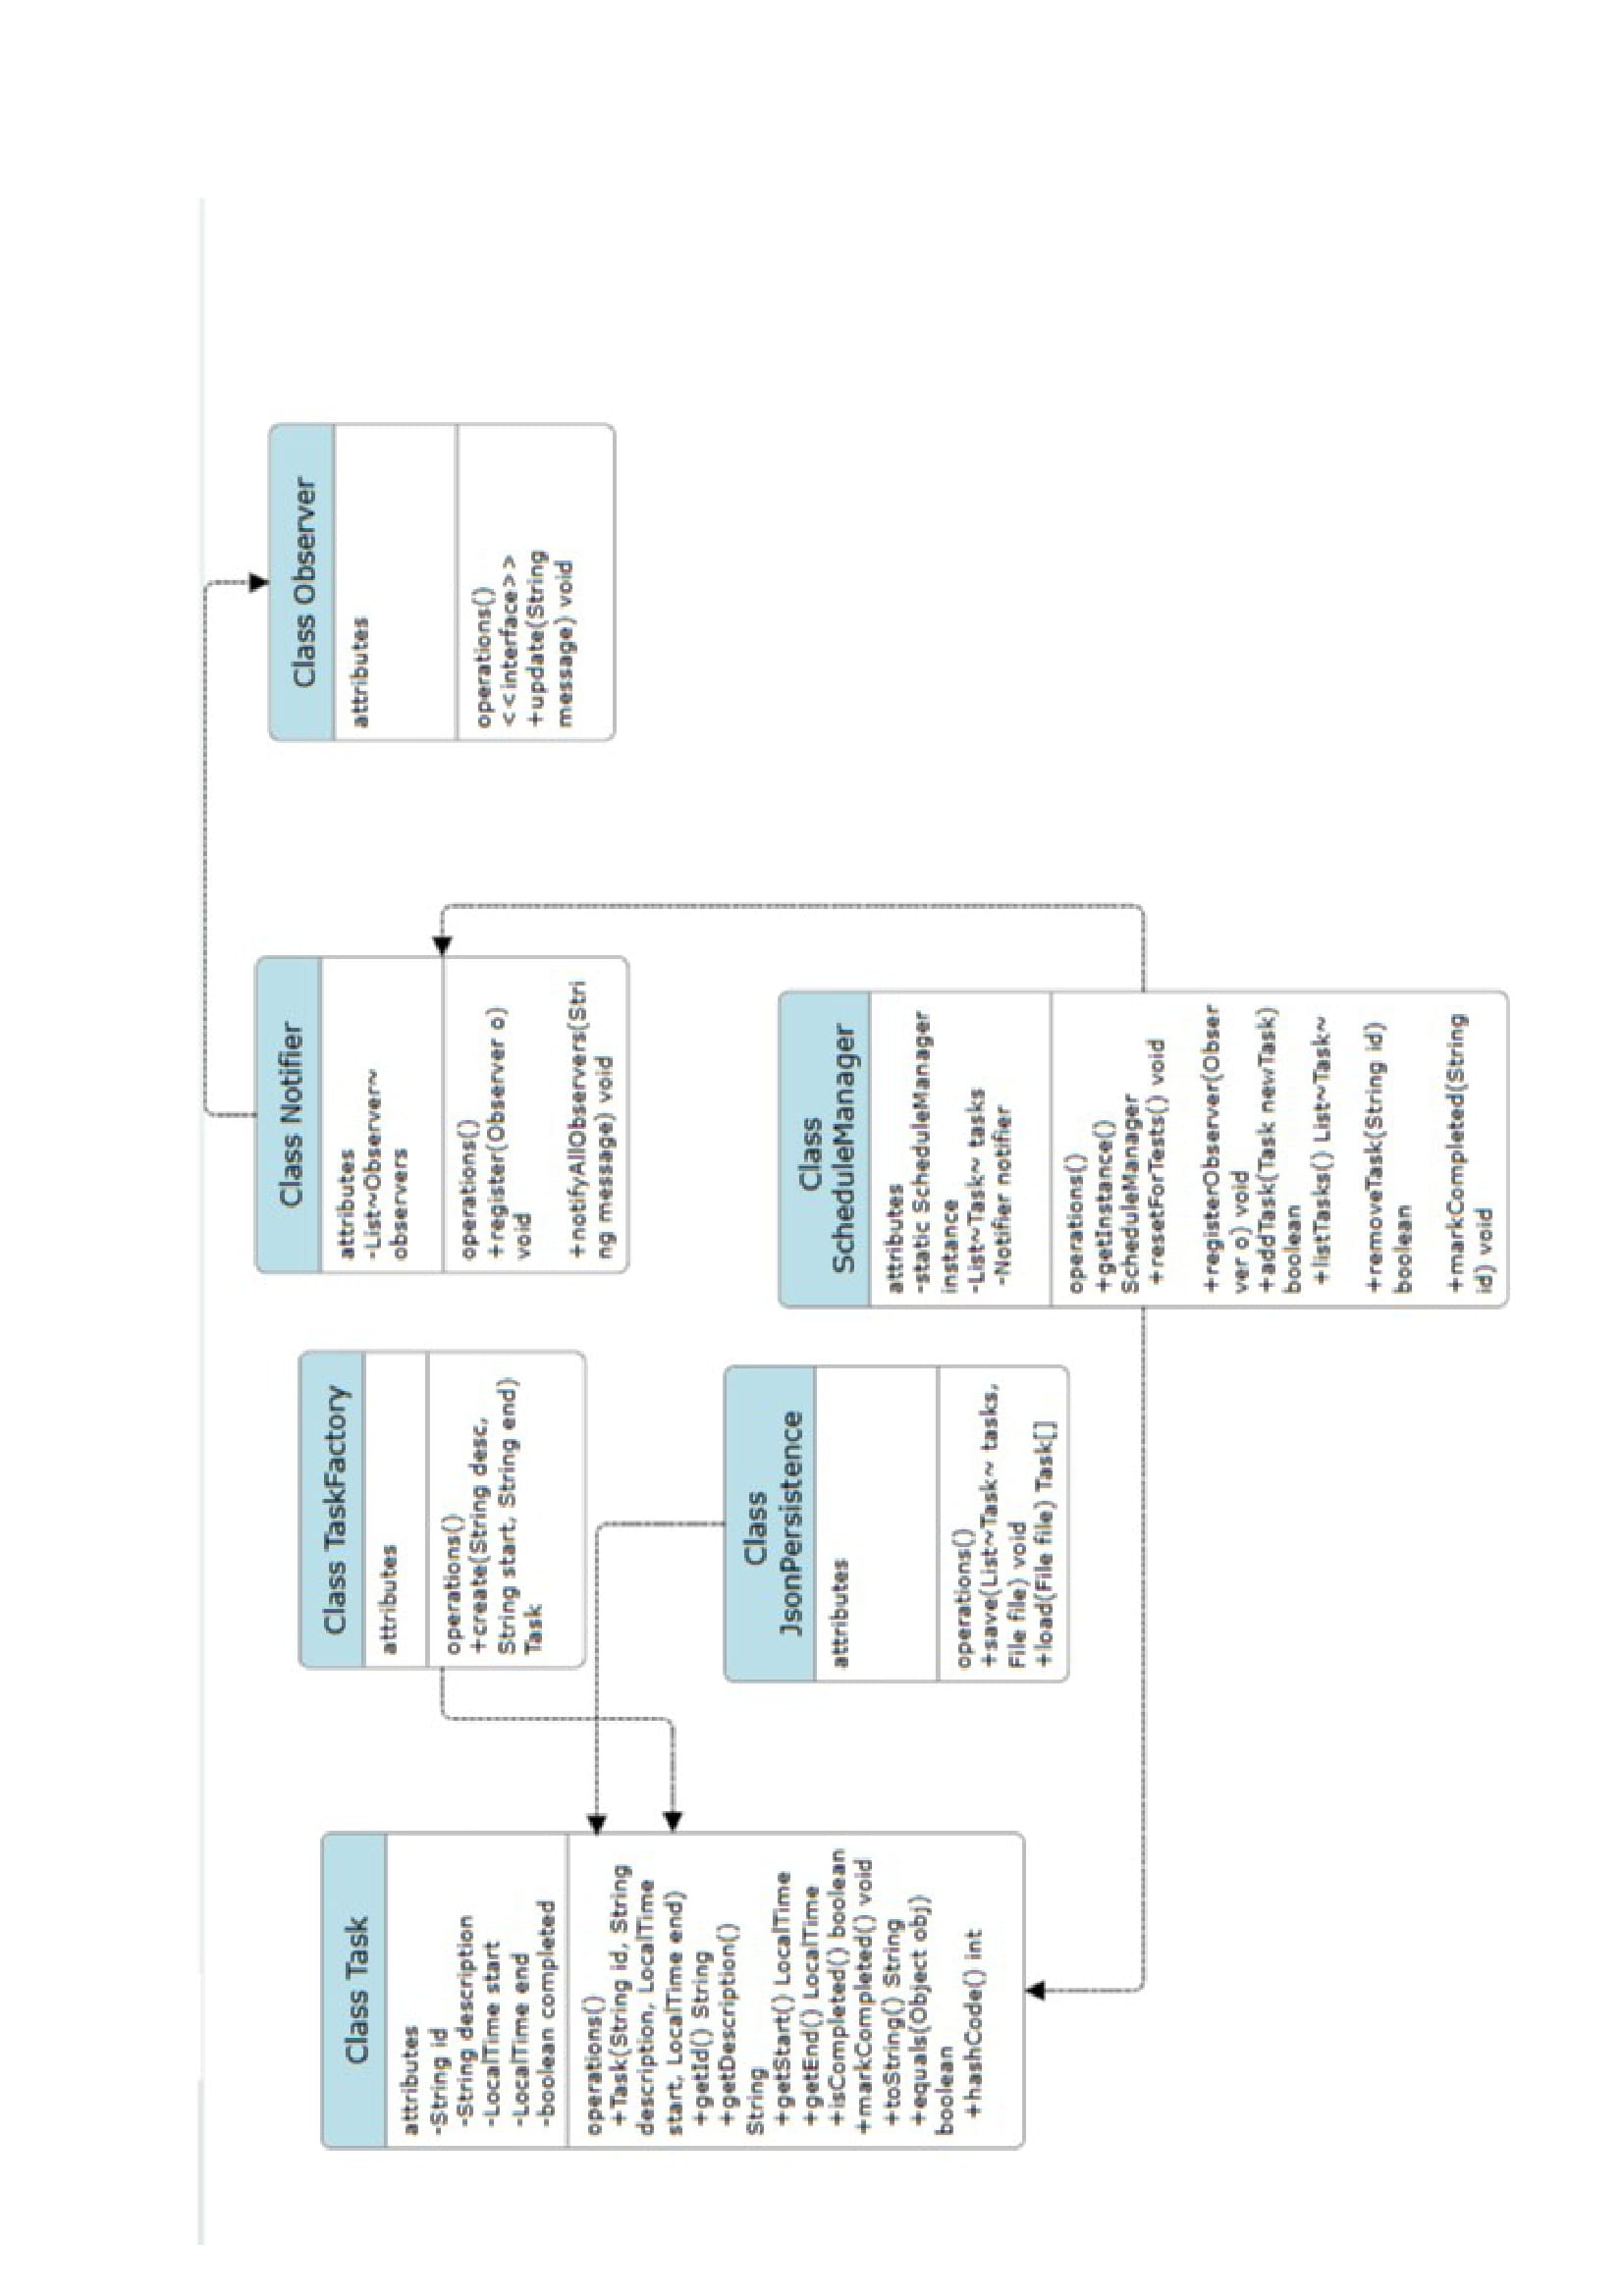 Class Task
attributes
-String id
-String description
-LocalTime start
-LocalTime end
-boolean completed
operations()
+Task(String id, String
description, LocalTime
start, LocalTime end)
+getId() String
+getDescription()
String
+getStart() LocalTime
+getEnd() LocalTime
+isCompleted() boolean
+markCompleted() void
+toString() String
+equals(Object obj)
boolean
+hashCode() int
Class TaskFactory
attributes
operations()
+create(String desc,
String start, String end)
Task
Class Notifier
attributes
-List~Observer~
observers
operations()
+register(Observer o)
void
+notifyAllObservers(Stri
ng message) void
Class Observer
attributes
operations()
<<interface>>
+update(String
message) void
Class
JsonPersistence
attributes
operations()
+save(List~Task~ tasks,
File file) void
+load(File file) Task[]
Class
ScheduleManager
attributes
-static ScheduleManager
instance
-List~Task~ tasks
-Notifier notifier
operations()
+getInstance()
ScheduleManager
+resetForTests() void
+registerObserver(Obser
ver o) void
+addTask(Task newTask)
boolean
+listTasks() List~Task~
+removeTask(String id)
boolean
+markCompleted(String
id) void